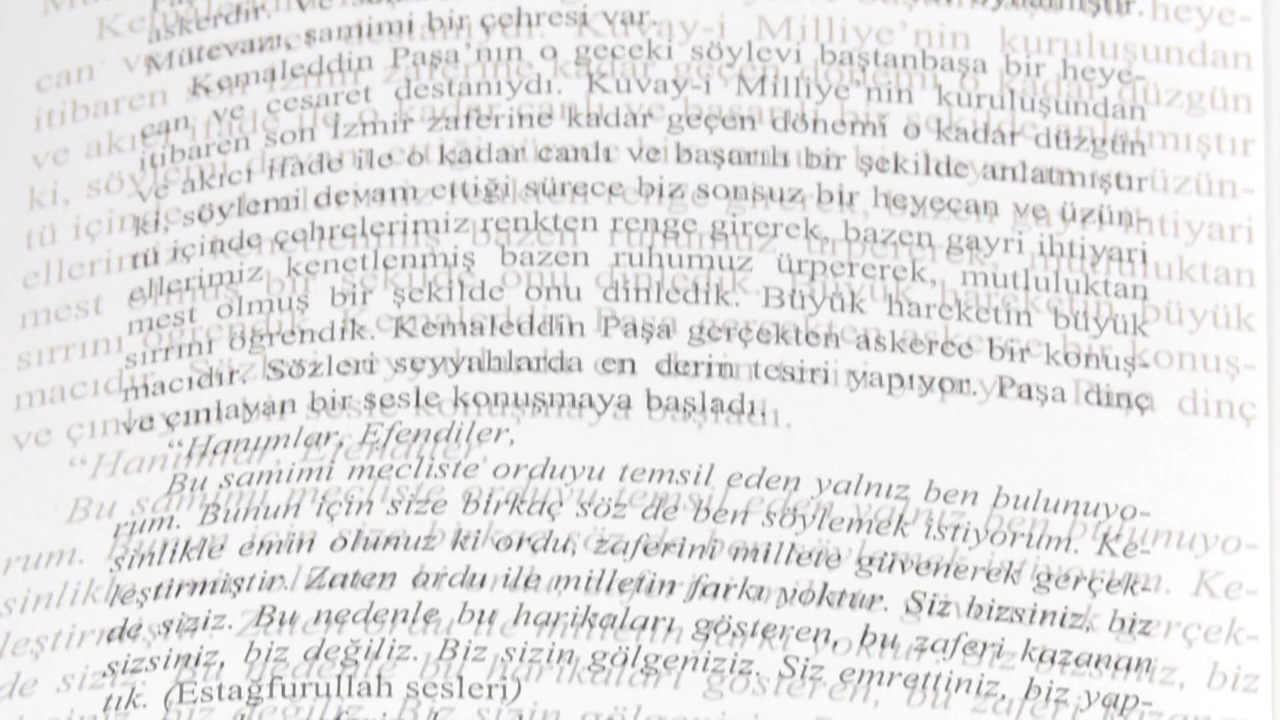 askerdir.
Mütevazı, samimi bir çehresi var.
Kemaleddin Paşa'nın o geceki söylevi baştanbaşa bir heye-
can ve cesaret destanıydı. Kuvay-i Milliye'nin kuruluşundan
itibaren son İzmir zaferine kadar geçen dönemi o kadar düzgün
ve akıcı ifade ile o kadar canlı ve başarılı bir şekilde anlatmıştır
ki, söylemi devam ettiği sürece biz sonsuz bir heyecan ve üzün-
tü içinde çehrelerimiz renkten renge girerek, bazen gayri ihtiyari
ellerimiz kenetlenmiş bazen ruhumuz ürpererek, mutluluktan
mest olmuş bir şekilde onu dinledik. Büyük hareketin büyük
sırrını öğrendik. Kemaleddin Paşa gerçekten askerce bir konuş-
macıdır. Sözleri seyyahlarda en derin tesiri yapıyor. Paşa dinç
ve çınlayan bir sesle konuşmaya başladı.
"Hanımlar, Efendiler,
Bu samimi mecliste orduyu temsil eden yalnız ben bulunuyo-
rum. Bunun için size birkaç söz de ben söylemek istiyorum. Ke-
sinlikle emin olunuz ki ordu, zaferini millete güvenerek gerçek-
leştirmiştir. Zaten ordu ile milletin farkı yoktur. Siz bizsiniz, biz
de siziz. Bu nedenle bu harikaları gösteren, bu zaferi kazanan
sizsiniz, biz değiliz. Biz sizin gölgeniziz. Siz emrettiniz, biz yap-
tık. (Estağfurullah sesleri)